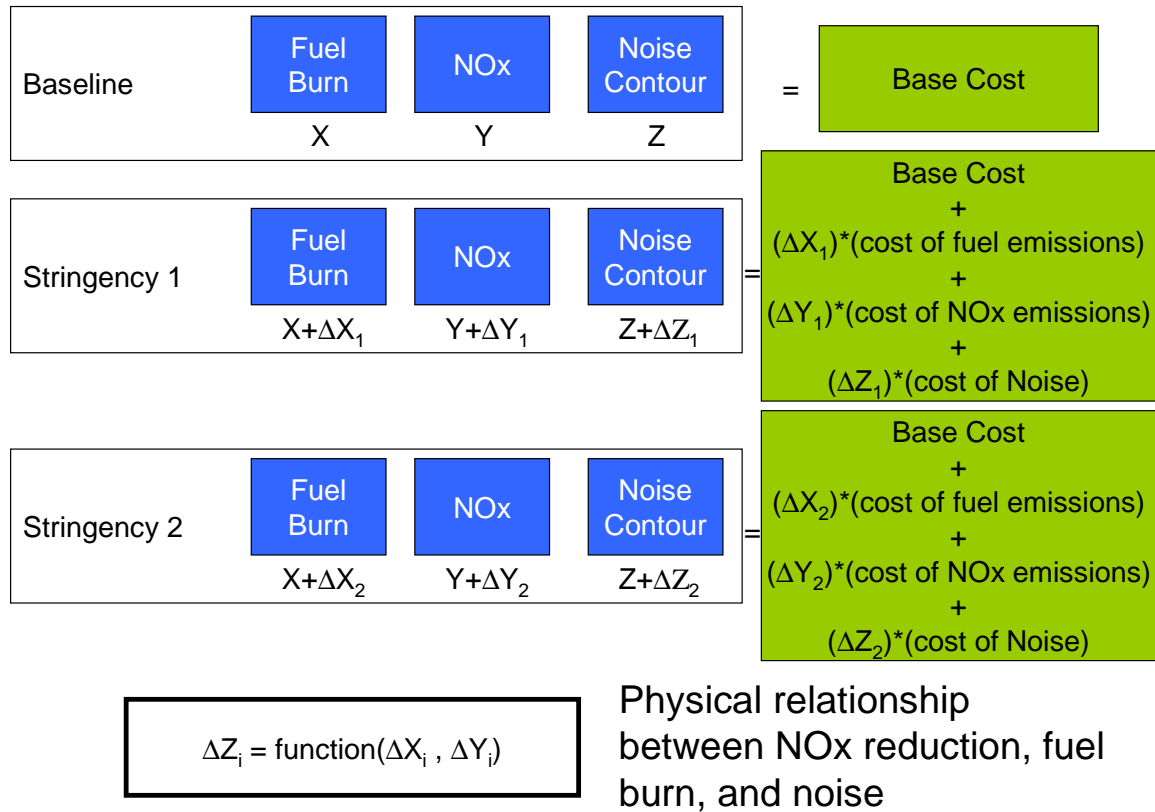 Baseline
Fuel
Burn
X
NOx
Y
Noise
Contour
Z
=
Base Cost
Stringency 1
Fuel
Burn
X+ΔX₁
NOx
Y+ΔY₁
Noise
Contour
Z+ΔZ₁
=
Base Cost
+
(ΔX₁)*(cost of fuel emissions)
+
(ΔY₁)*(cost of NOx emissions)
+
(ΔZ₁)*(cost of Noise)
Stringency 2
Fuel
Burn
X+ΔX₂
NOx
Y+ΔY₂
Noise
Contour
Z+ΔZ₂
=
Base Cost
+
(ΔX₂)*(cost of fuel emissions)
+
(ΔY₂)*(cost of NOx emissions)
+
(ΔZ₂)*(cost of Noise)
ΔZᵢ = function(ΔXᵢ , ΔYᵢ)
Physical relationship
between NOx reduction, fuel
burn, and noise